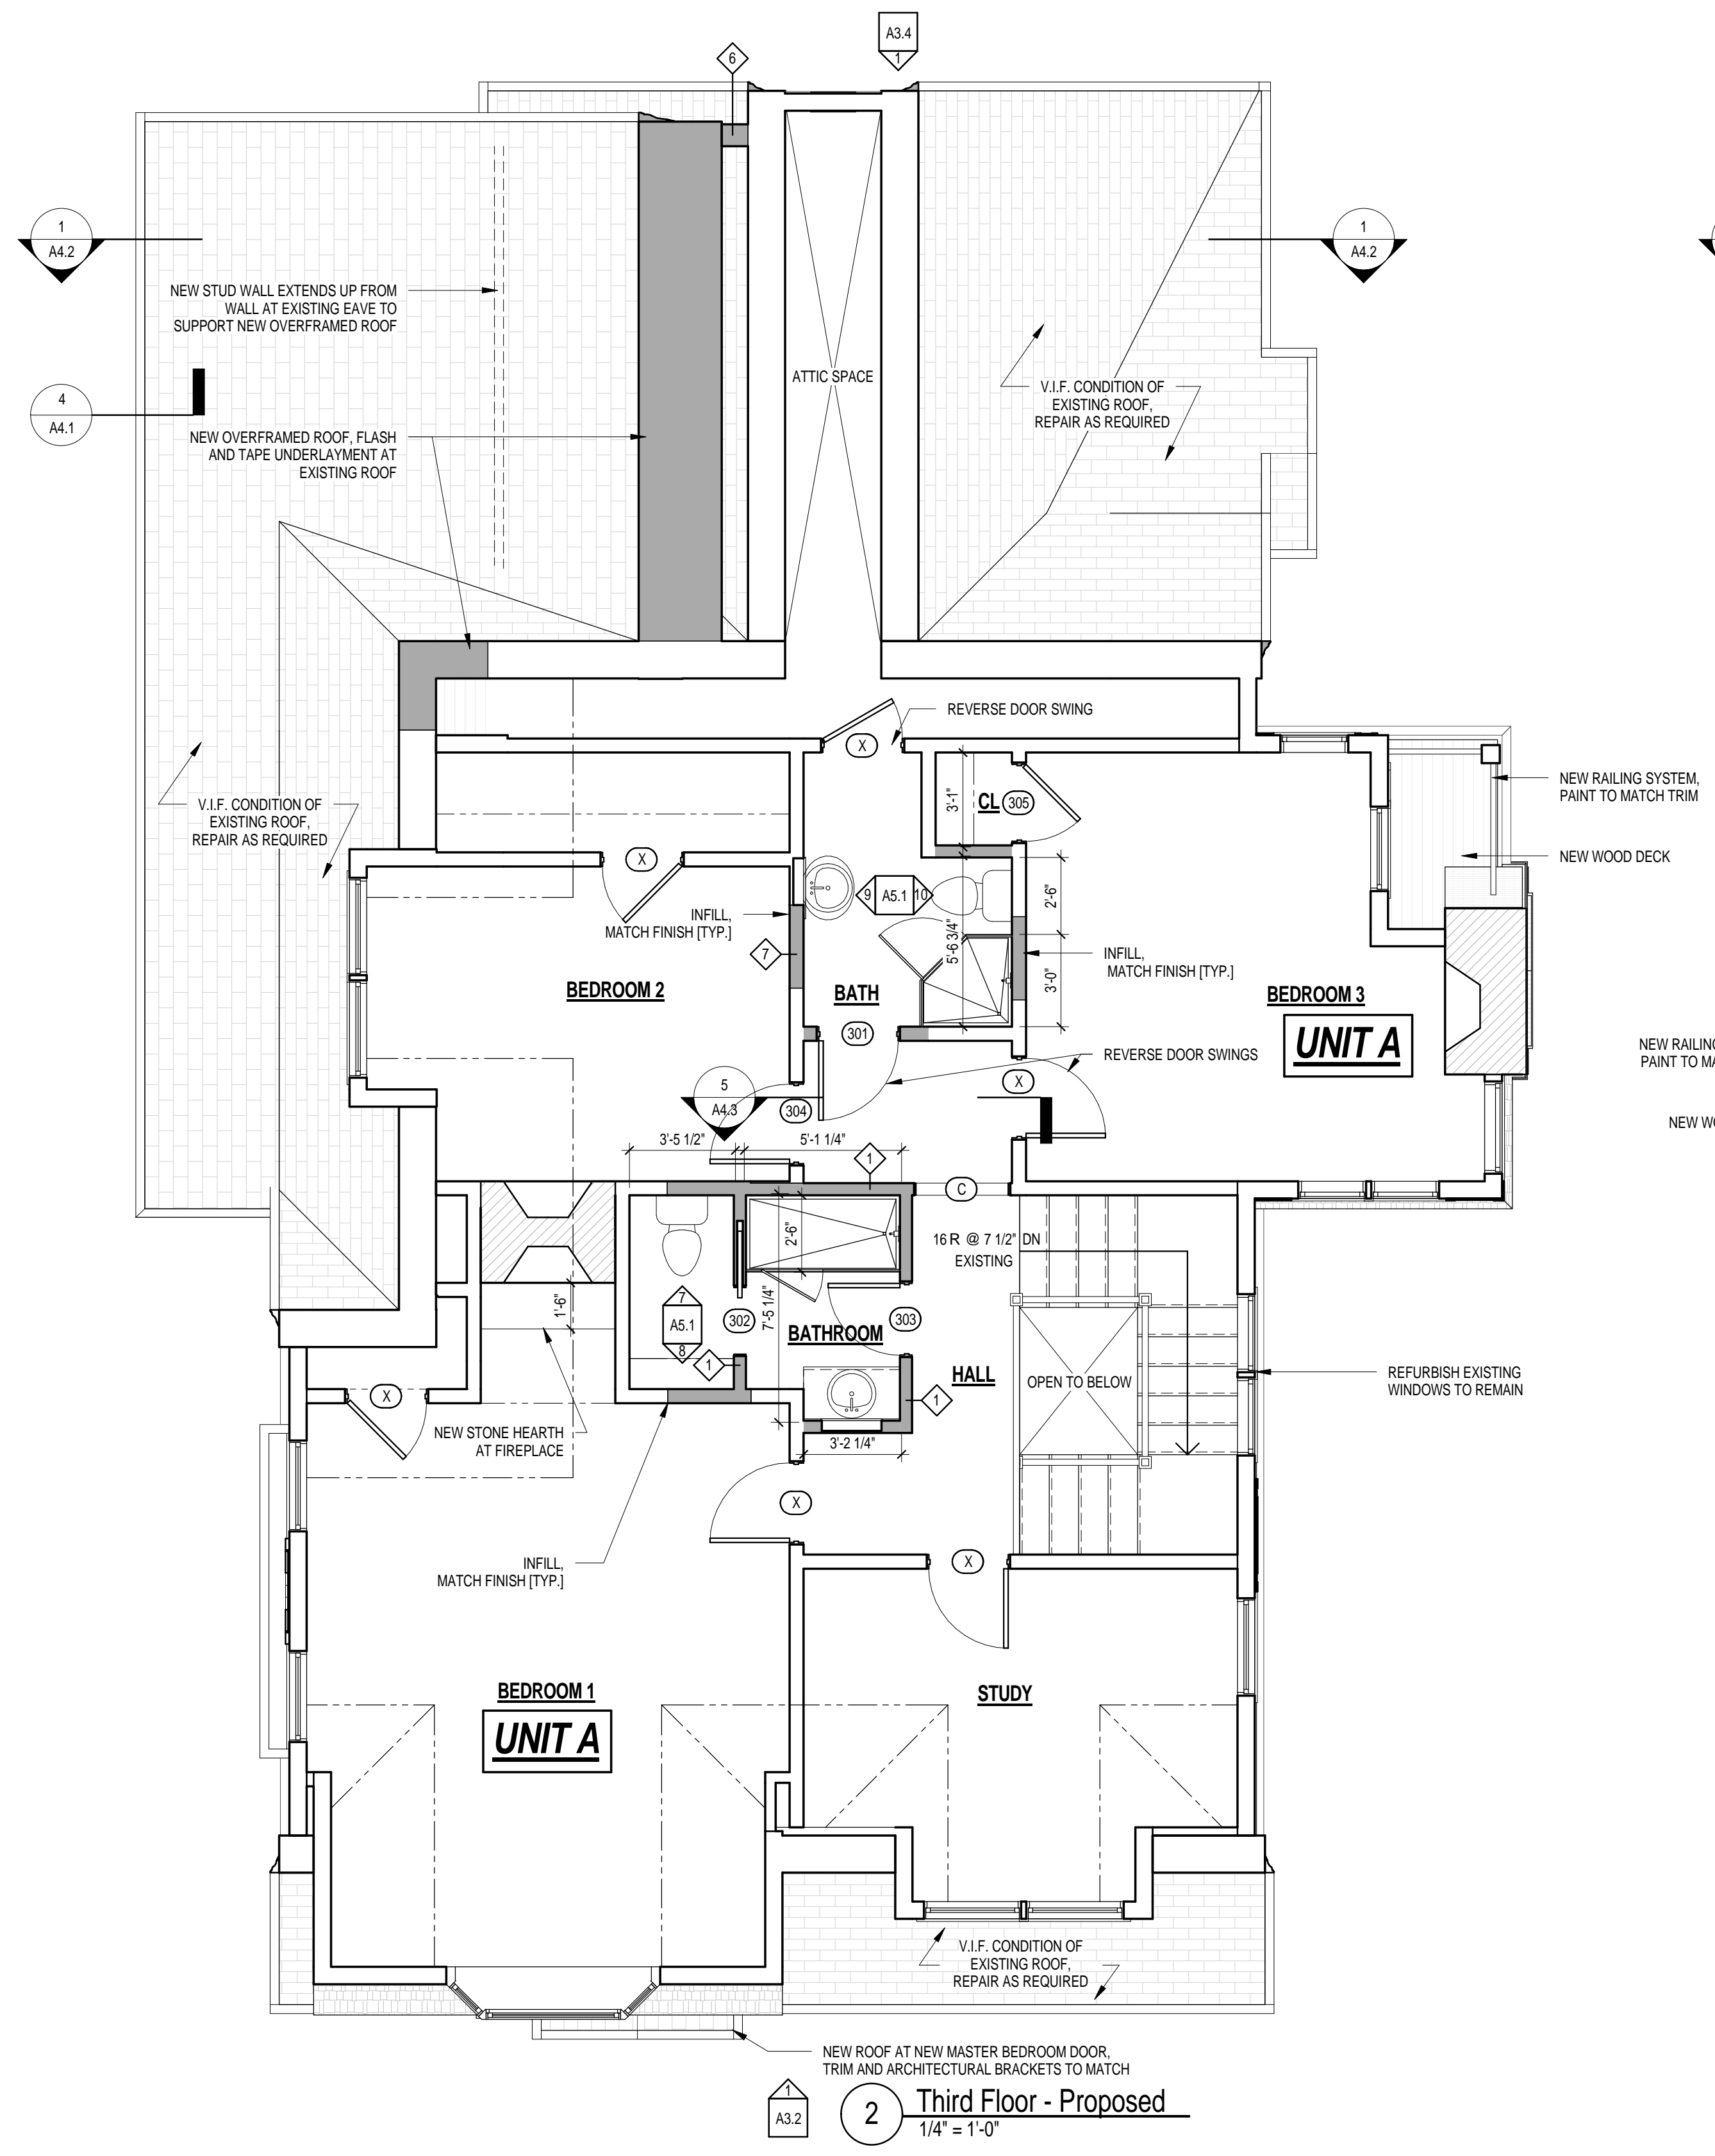 A3.4
1
6
1
A4.2
1
A4.2
NEW STUD WALL EXTENDS UP FROM
WALL AT EXISTING EAVE TO
SUPPORT NEW OVERFRAMED ROOF
ATTIC SPACE
V.I.F. CONDITION OF
EXISTING ROOF,
REPAIR AS REQUIRED
4
A4.1
NEW OVERFRAMED ROOF, FLASH
AND TAPE UNDERLAYMENT AT
EXISTING ROOF
REVERSE DOOR SWING
X
NEW RAILING SYSTEM,
PAINT TO MATCH TRIM
3'-1"
CL
305
V.I.F. CONDITION OF
EXISTING ROOF,
REPAIR AS REQUIRED
X
NEW WOOD DECK
9
A5.1
10
2'-6"
INFILL,
MATCH FINISH [TYP.]
5'-6 3/4"
7
INFILL,
MATCH FINISH [TYP.]
3'-0"
BEDROOM 2
BATH
BEDROOM 3
301
UNIT A
NEW RAILING
PAINT TO MA
REVERSE DOOR SWINGS
X
5
A4.3
304
NEW WO
3'-5 1/2"
5'-1 1/4"
1
C
2'-6"
16 R @ 7 1/2" DN
EXISTING
1'-6"
7'-5 1/4"
7
A5.1
8
302
303
BATHROOM
1
HALL
OPEN TO BELOW
REFURBISH EXISTING
WINDOWS TO REMAIN
X
1
NEW STONE HEARTH
AT FIREPLACE
3'-2 1/4"
X
INFILL,
MATCH FINISH [TYP.]
X
BEDROOM 1
STUDY
UNIT A
V.I.F. CONDITION OF
EXISTING ROOF,
REPAIR AS REQUIRED
NEW ROOF AT NEW MASTER BEDROOM DOOR,
TRIM AND ARCHITECTURAL BRACKETS TO MATCH
1
A3.2
2
Third Floor - Proposed
1/4" = 1'-0"